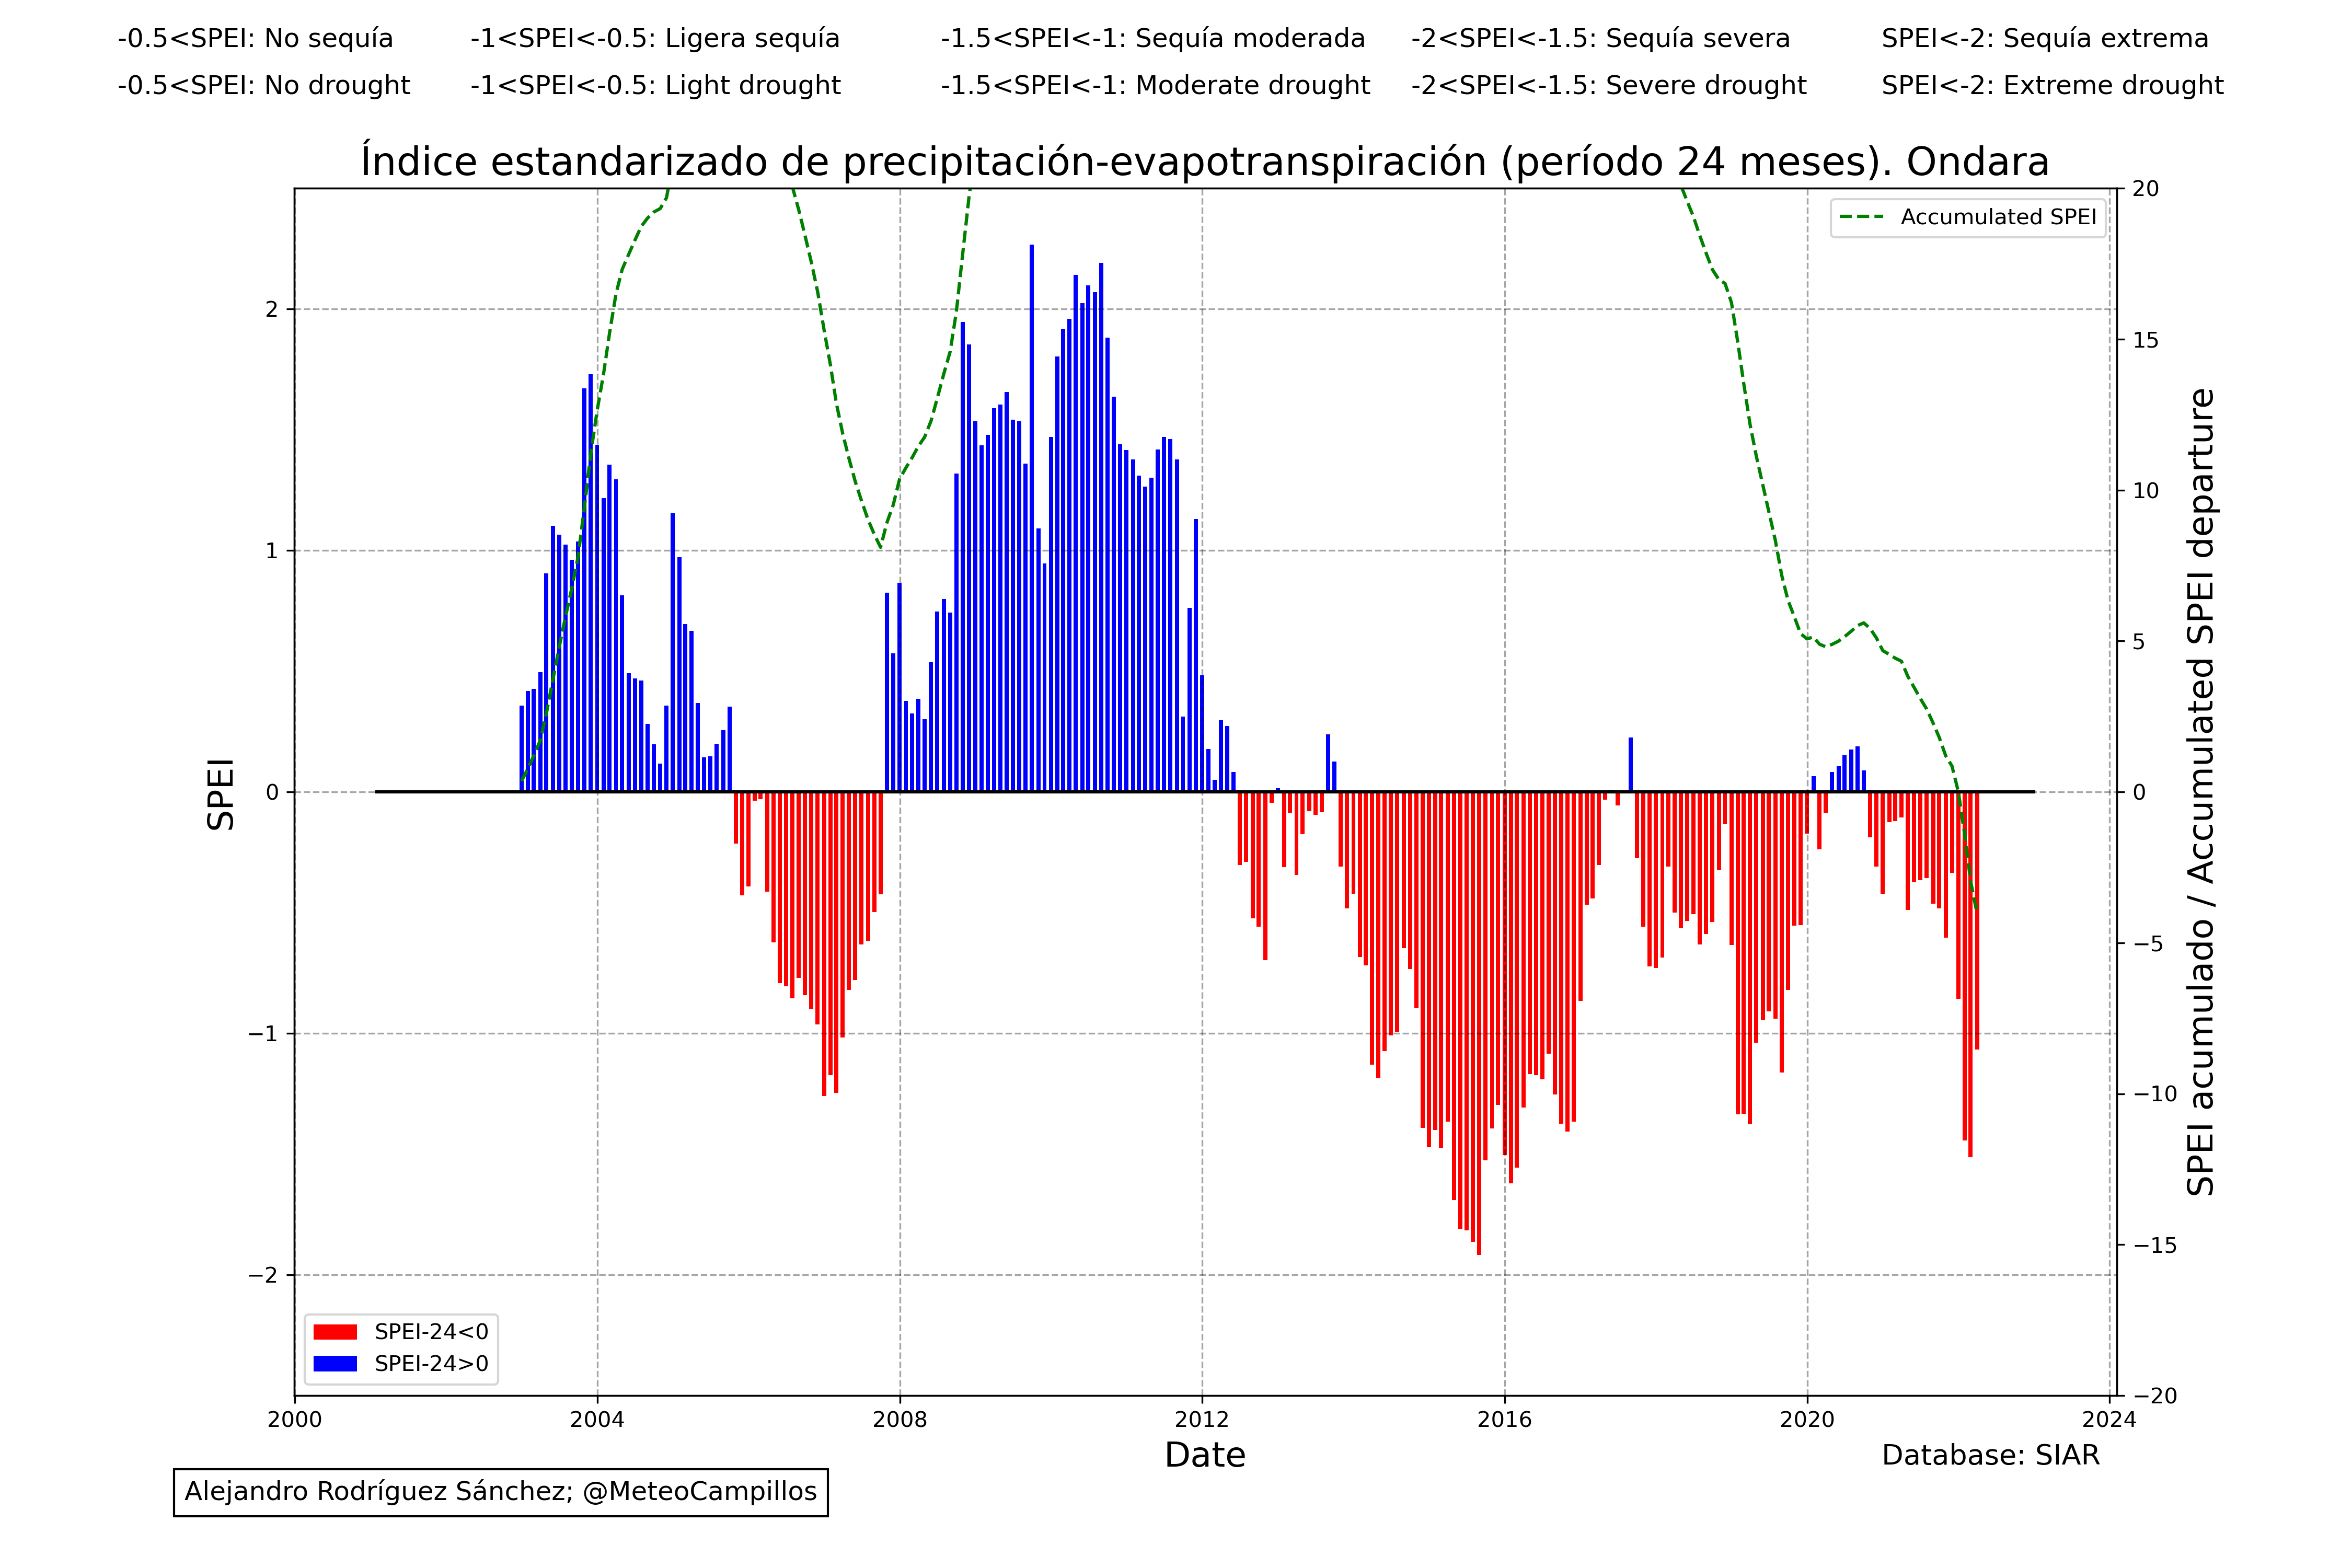 -0.5<SPEI: No sequía -1<SPEI<-0.5: Ligera sequía -1.5<SPEI<-1: Sequía moderada -2<SPEI<-1.5: Sequía severa SPEI<-2: Sequía extrema
-0.5<SPEI: No drought -1<SPEI<-0.5: Light drought -1.5<SPEI<-1: Moderate drought -2<SPEI<-1.5: Severe drought SPEI<-2: Extreme drought
Índice estandarizado de precipitación-evapotranspiración (período 24 meses). Ondara
Accumulated SPEI
SPEI
2
1
0
−1
−2
20
15
10
5
0
−5
−10
−15
−20
SPEI acumulado / Accumulated SPEI departure
SPEI-24<0
SPEI-24>0
2000 2004 2008 2012 2016 2020 2024
Date
Database: SIAR
Alejandro Rodríguez Sánchez; @MeteoCampillos